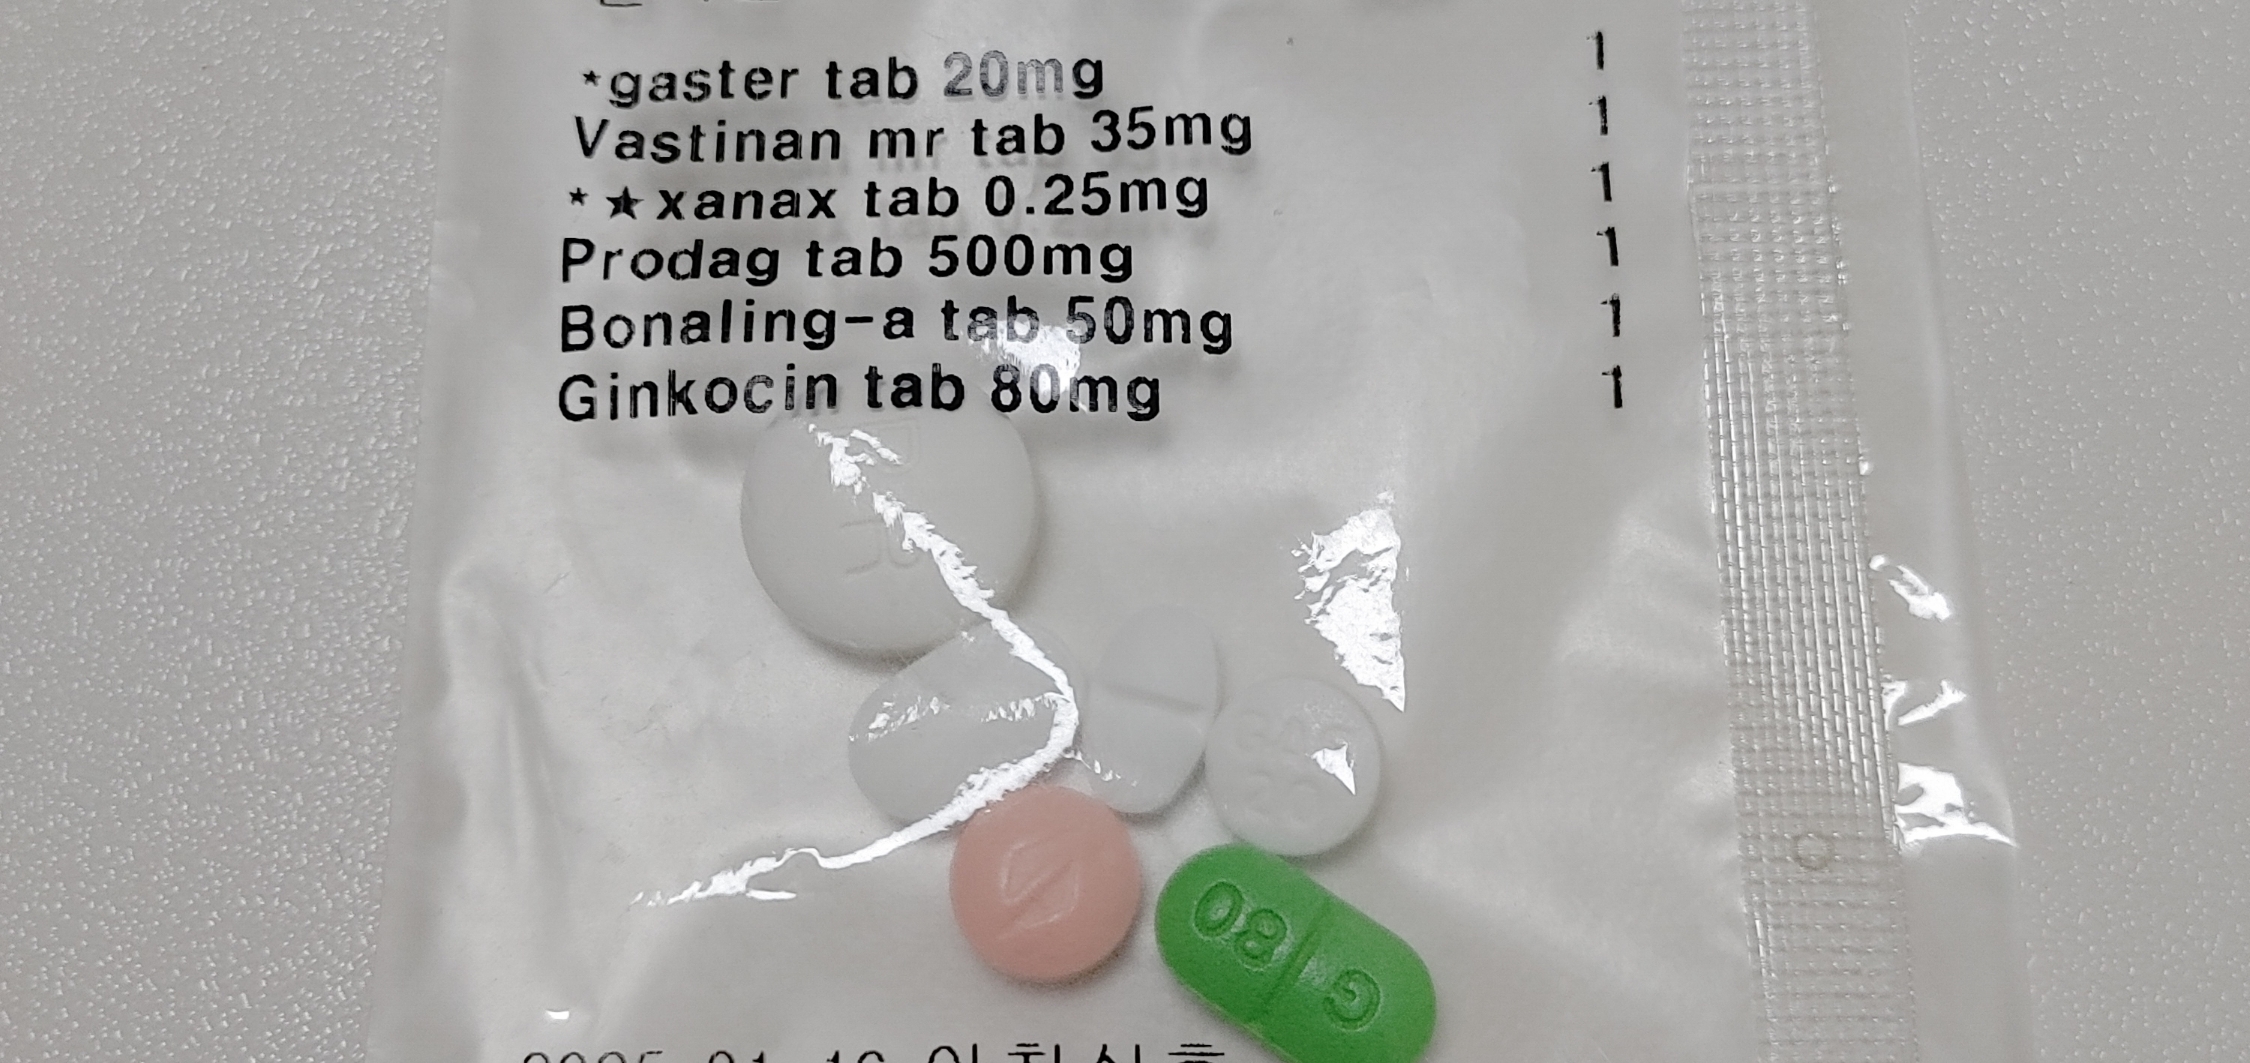 *gaster tab 20mg 1
Vastinan mr tab 35mg 1
*★xanax tab 0.25mg 1
Prodag tab 500mg 1
Bonaling-a tab 50mg 1
Ginkocin tab 80mg 1
20
G 80